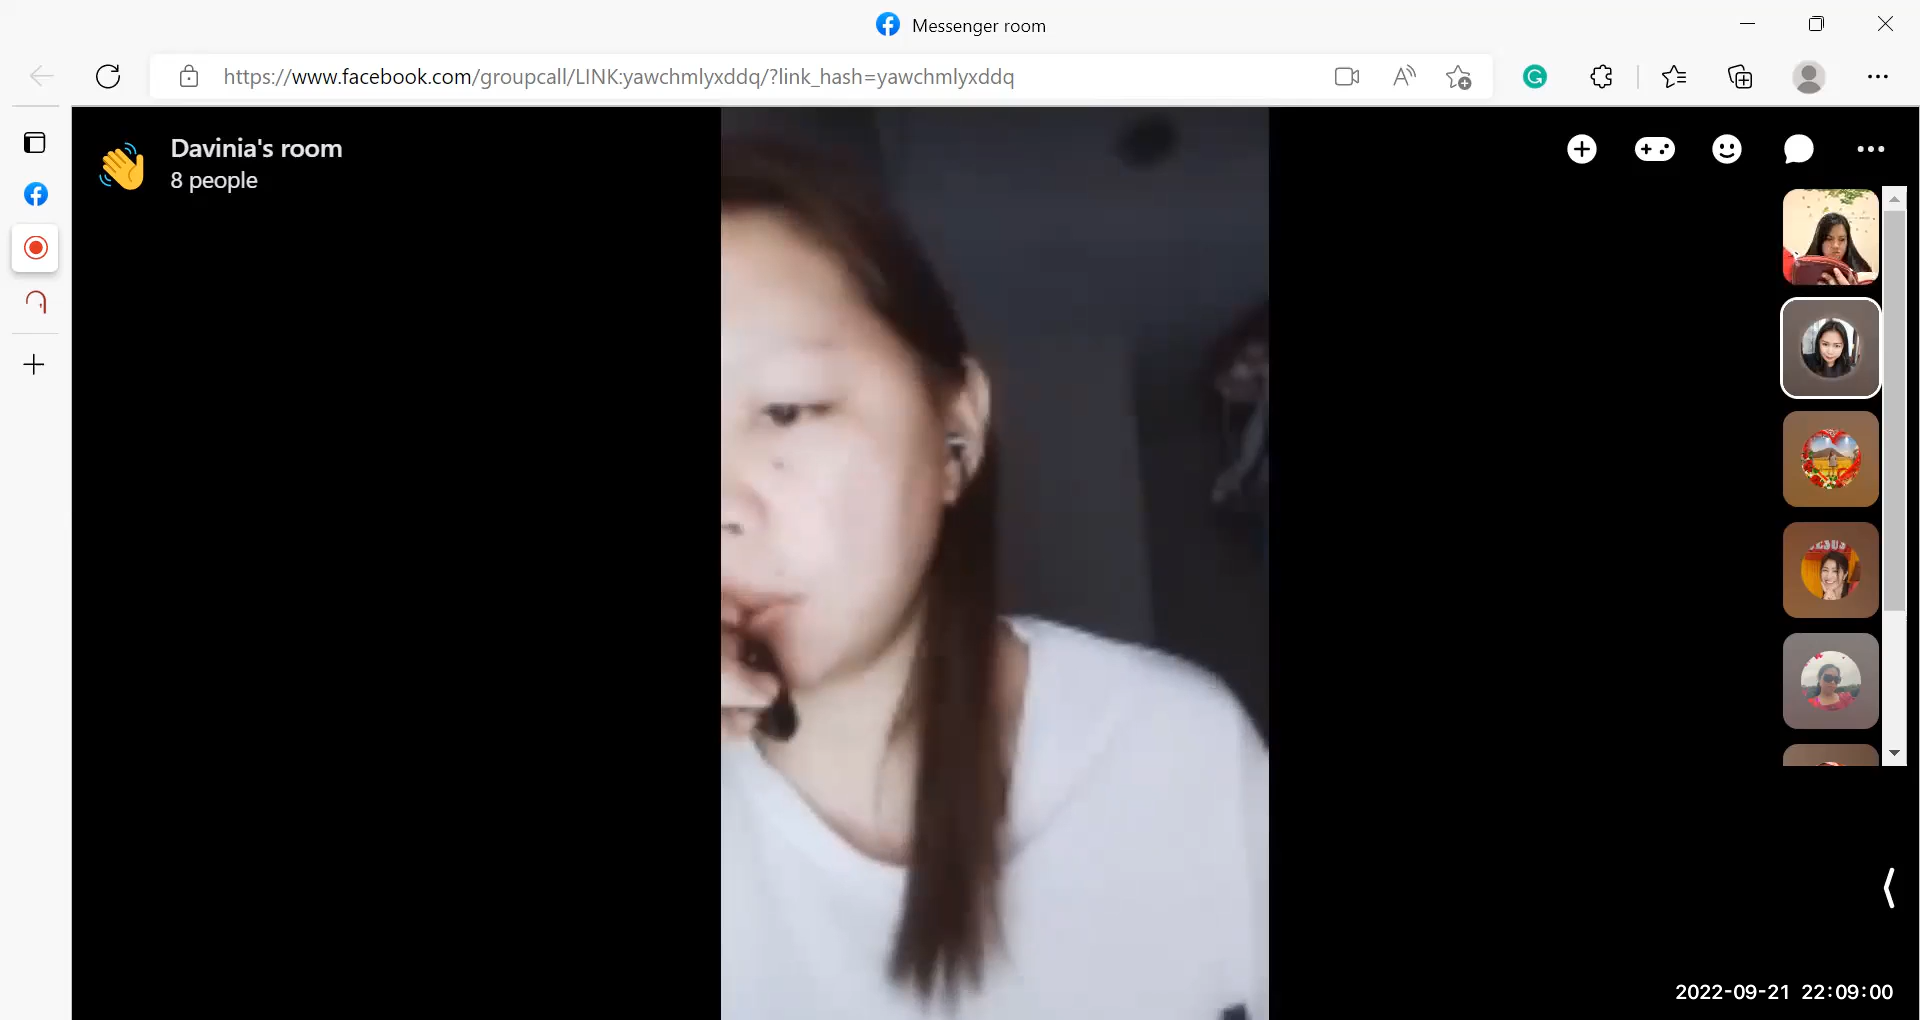 Messenger room
https://www.facebook.com/groupcall/LINK:yawchmlyxddq/?link_hash=yawchmlyxddq
Davinia's room
8 people
JESUS
2022-09-21 22:09:00